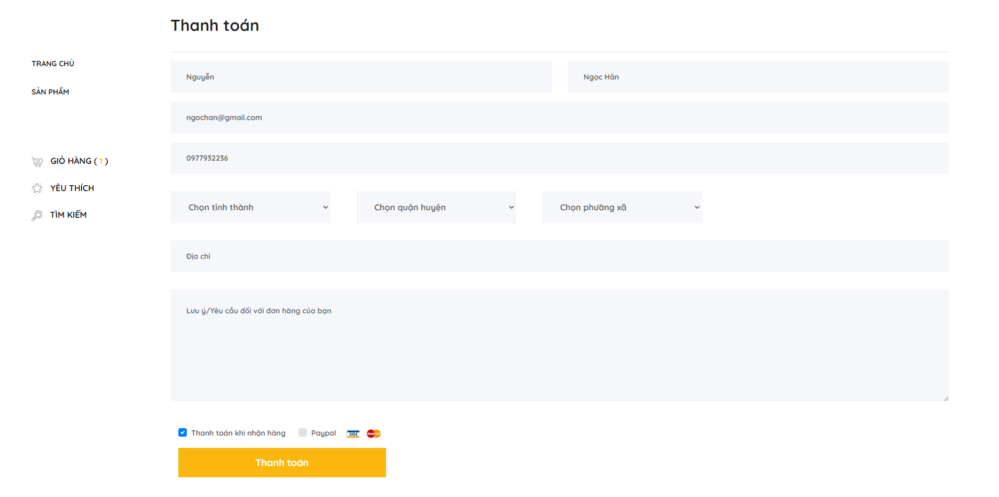 Thanh toán
TRANG CHỦ
SẢN PHẨM
GIỎ HÀNG ( 1 )
YÊU THÍCH
TÌM KIẾM
Nguyễn
Ngọc Hân
ngochan@gmail.com
0977932236
Chọn tỉnh thành
Chọn quận huyện
Chọn phường xã
Địa chỉ
Lưu ý/Yêu cầu đối với đơn hàng của bạn
Thanh toán khi nhận hàng
Paypal
VISA
MasterCard
Thanh toán